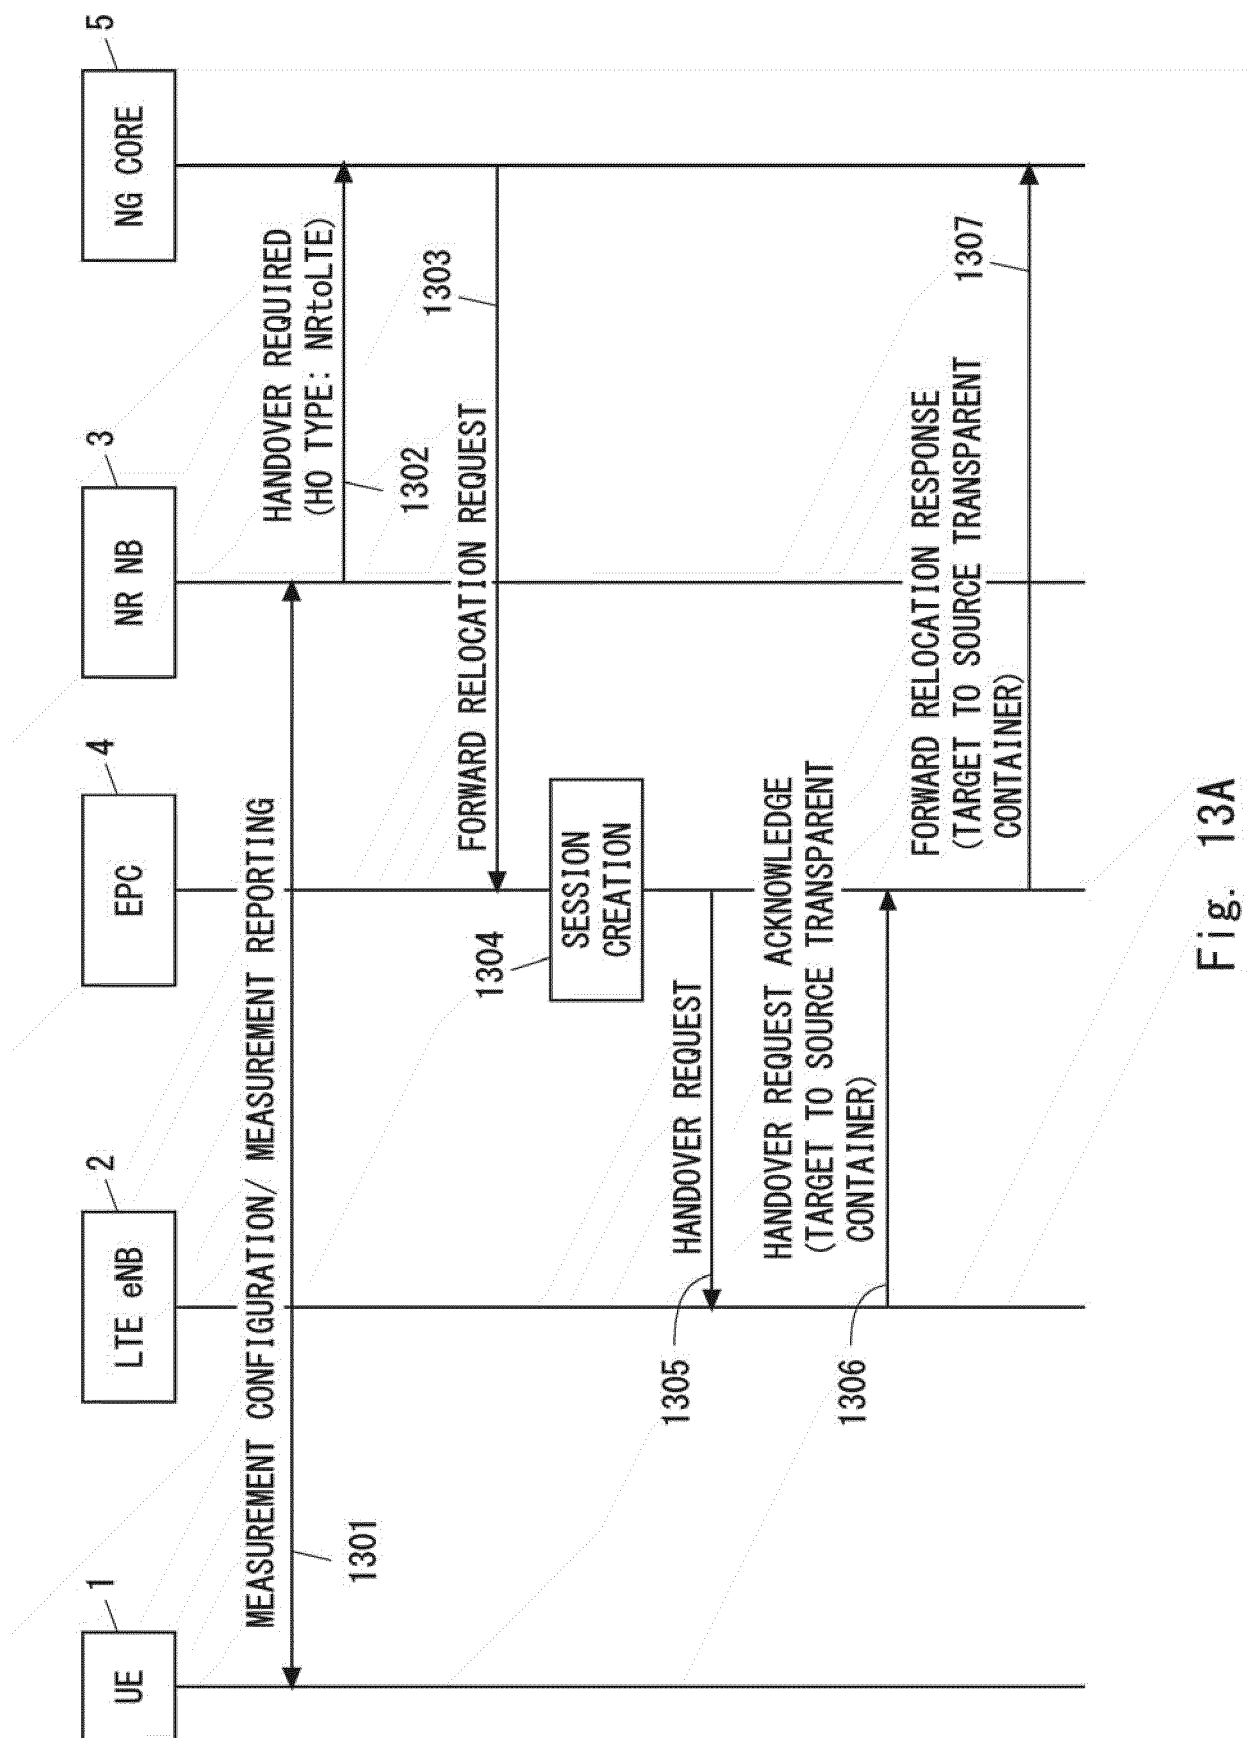 UE
1
LTE eNB
2
EPC
4
NR NB
3
NG CORE
5
MEASUREMENT CONFIGURATION/ MEASUREMENT REPORTING
1301
HANDOVER REQUIRED
(HO TYPE: NRtoLTE)
1302
FORWARD RELOCATION REQUEST
1303
SESSION
CREATION
1304
HANDOVER REQUEST
1305
HANDOVER REQUEST ACKNOWLEDGE
(TARGET TO SOURCE TRANSPARENT
CONTAINER)
1306
FORWARD RELOCATION RESPONSE
(TARGET TO SOURCE TRANSPARENT
CONTAINER)
1307
Fig. 13A